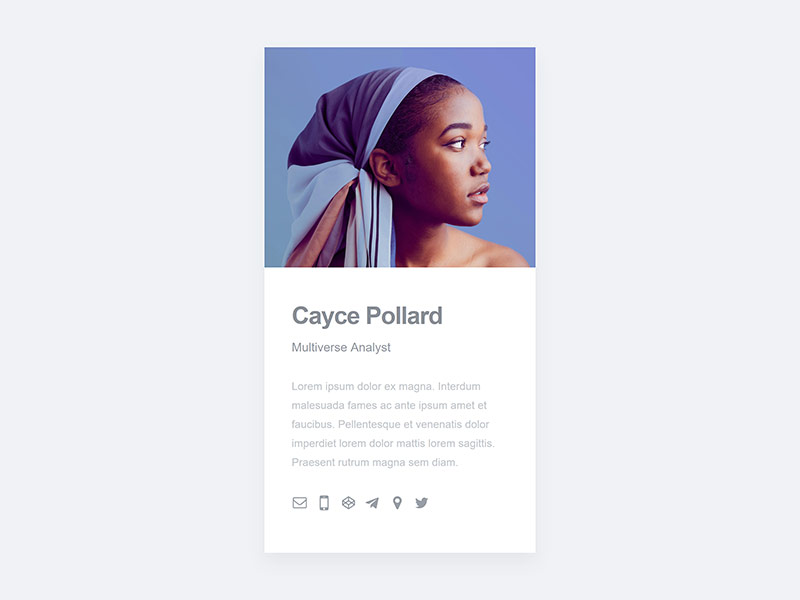 Cayce Pollard
Multiverse Analyst
Lorem ipsum dolor ex magna. Interdum
malesuada fames ac ante ipsum amet et
faucibus. Pellentesque et venenatis dolor
imperdiet lorem dolor mattis lorem sagittis.
Praesent rutrum magna sem diam.